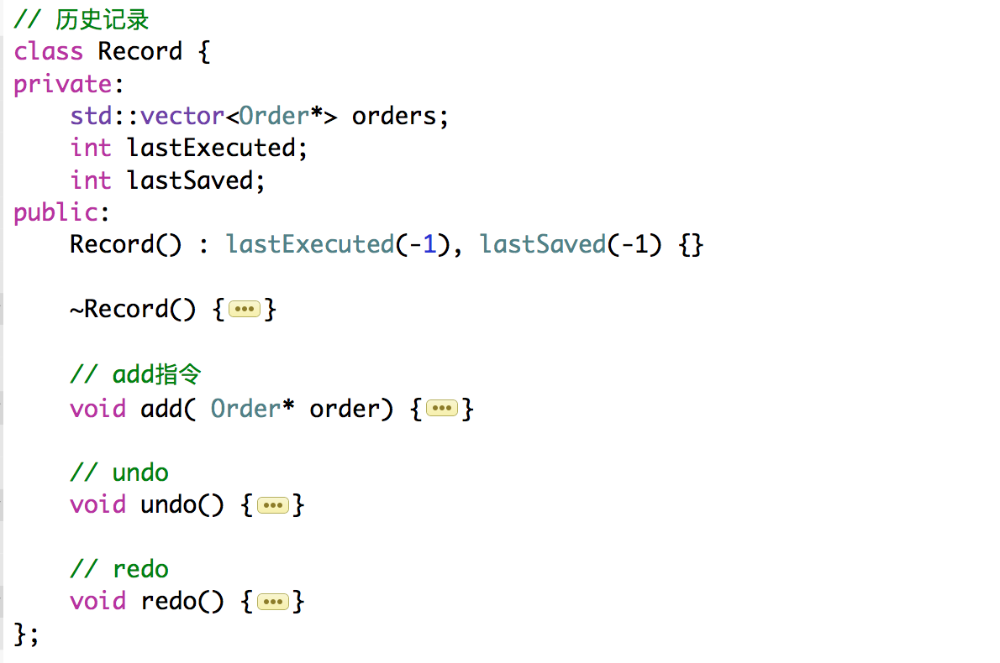 // 历史记录
class Record {
private:
    std::vector<Order*> orders;
    int lastExecuted;
    int lastSaved;
public:
    Record() : lastExecuted(-1), lastSaved(-1) {}
    ~Record() {•••}
    // add指令
    void add( Order* order) {•••}
    // undo
    void undo() {•••}
    // redo
    void redo() {•••}
};